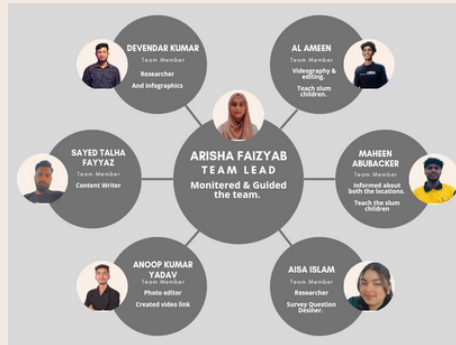 DEVENDAR KUMAR
Team Member
Researcher
And Infographics
AL AMEEN
Team Member
Videography &
editing.
Teach slum
children.
SAYED TALHA
FAYYAZ
Team Member
Content Writer
ARISHA FAIZYAB
TEAM LEAD
Monitered & Guided
the team.
MAHEEN
ABUBACKER
Team Member
Informed about
both the locations.
Teach the slum
children
ANOOP KUMAR
YADAV
Team Member
Photo editor
Created video link
AISA ISLAM
Team Member
Researcher
Survey Question
Desiner.